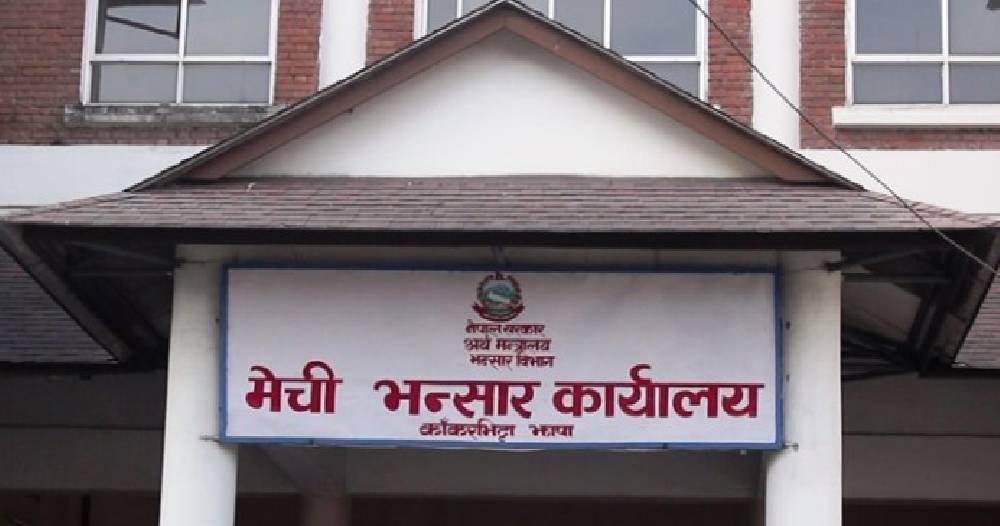 नेपाल सरकार
अर्थ मन्त्रालय
भन्सार विभाग
मेची भन्सार कार्यालय
काँकरभिट्टा झापा